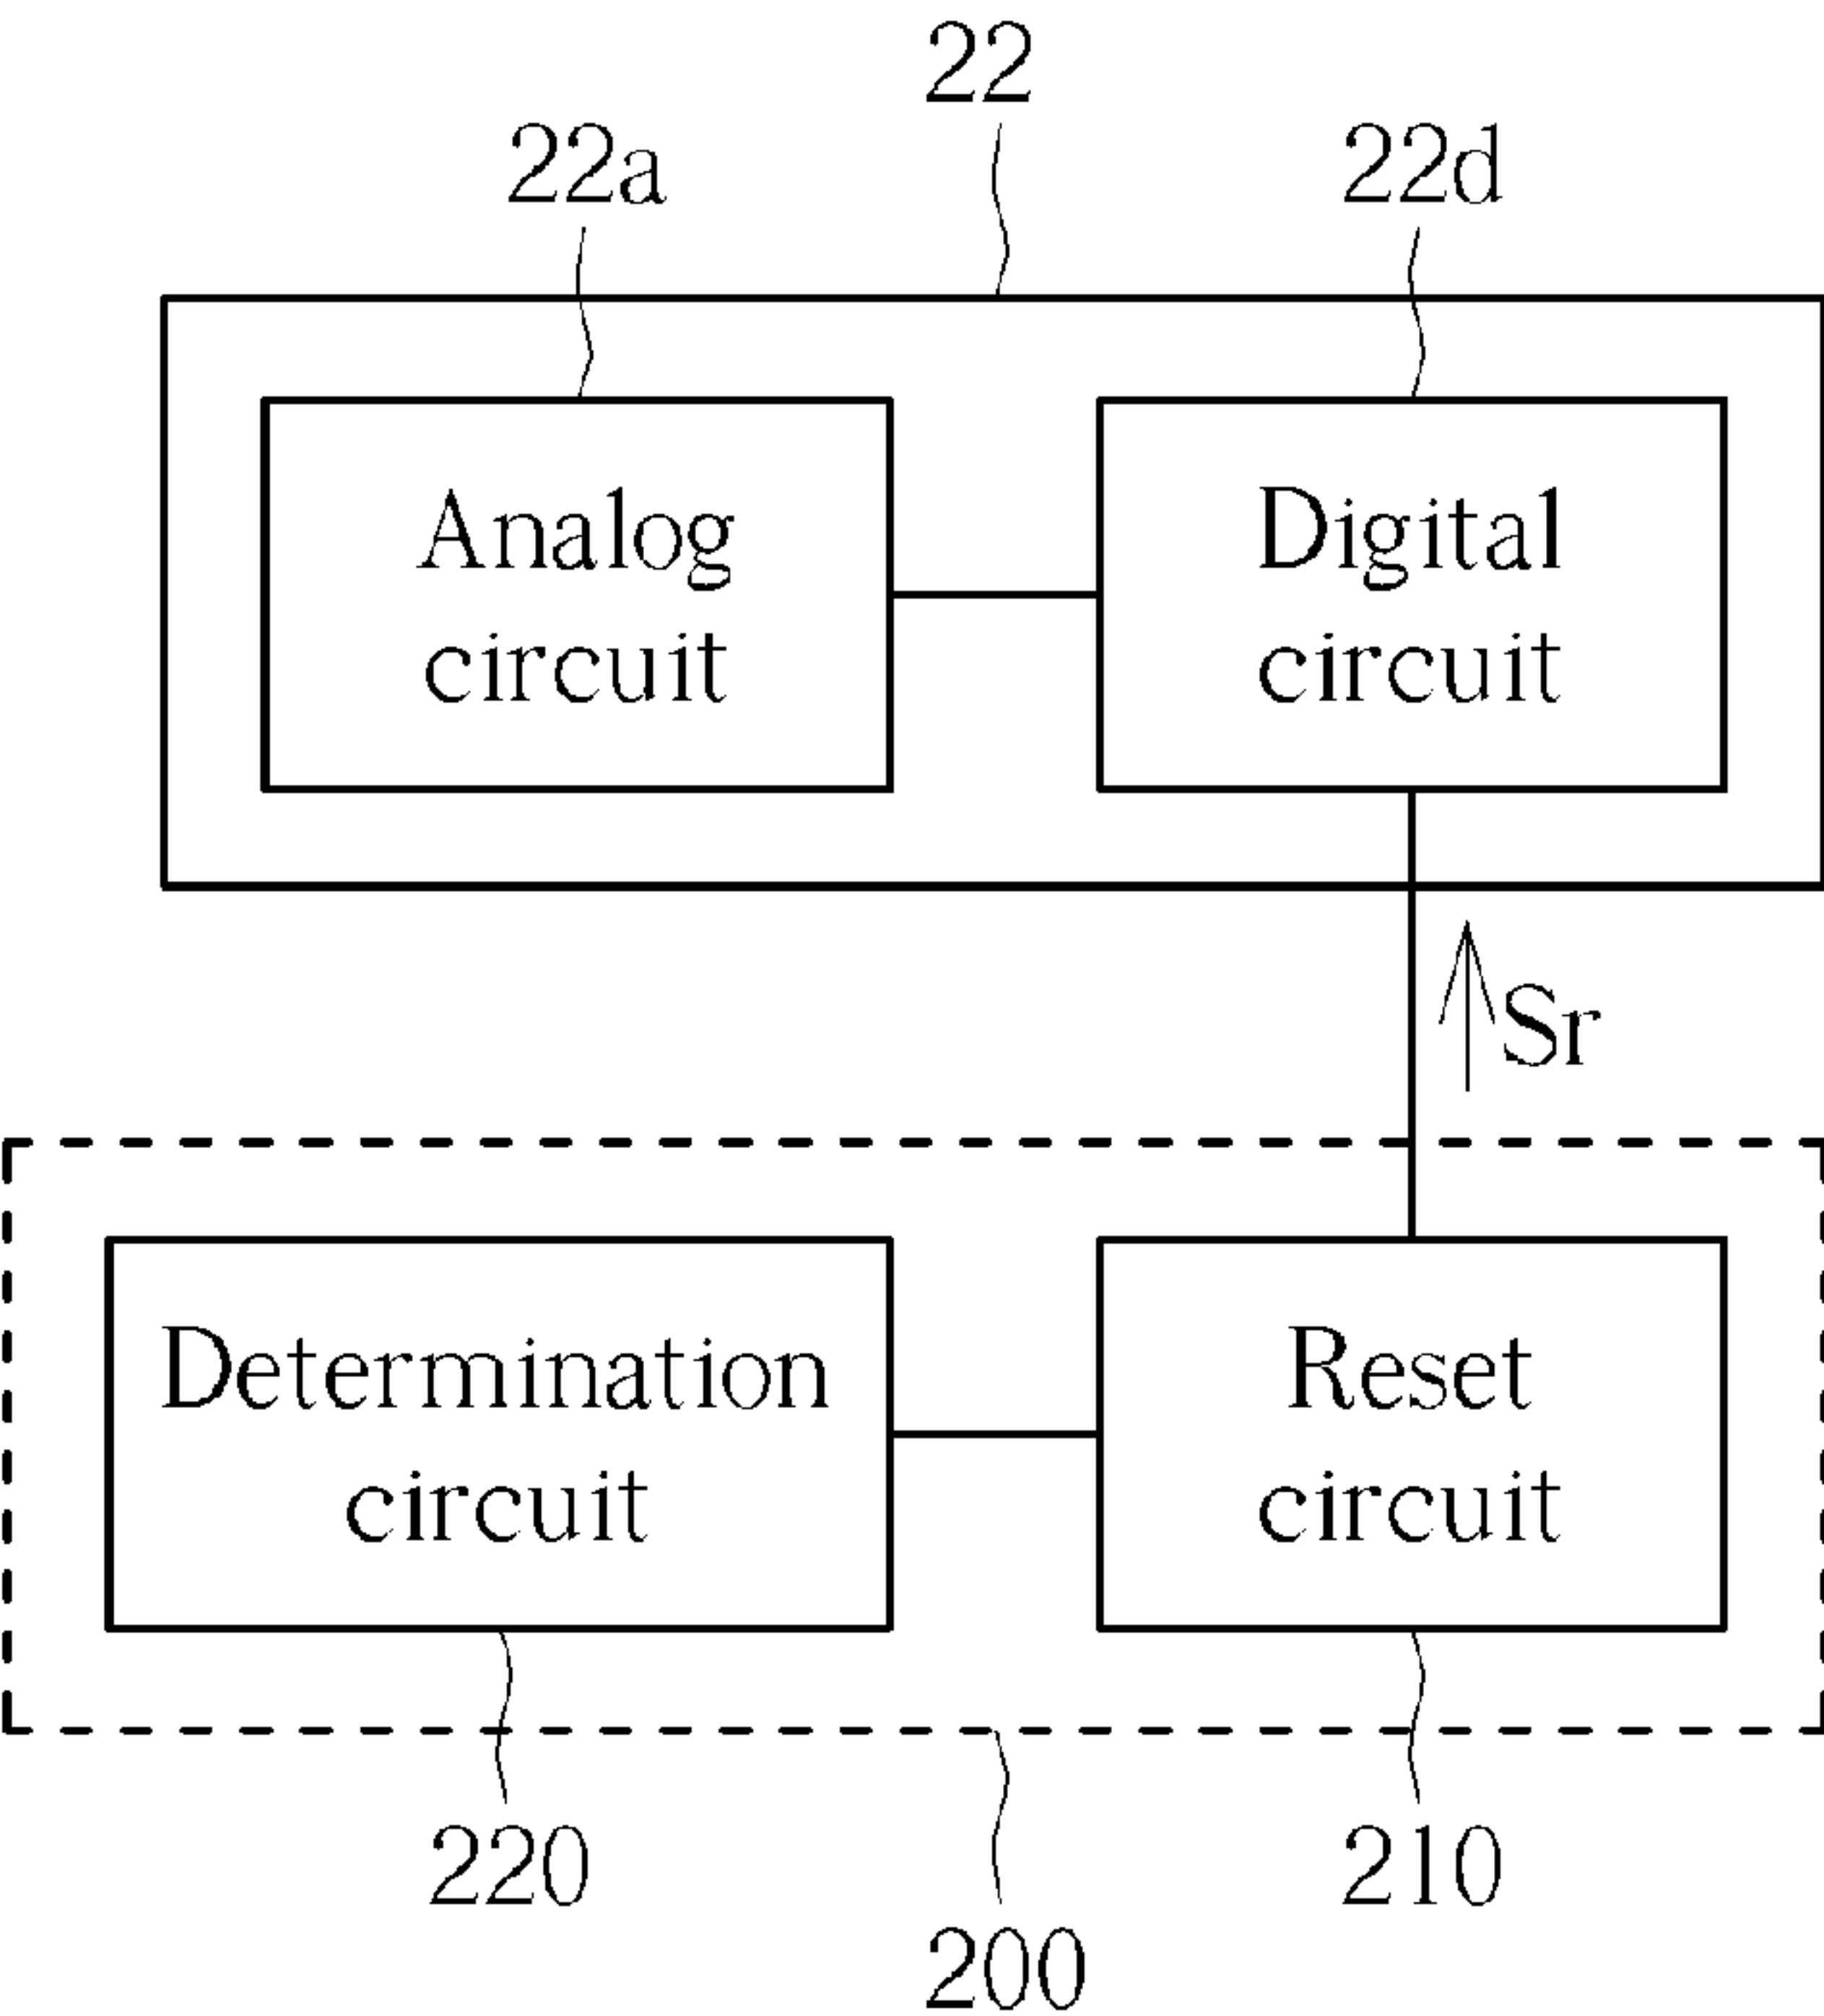 22
22a
22d
Analog
circuit
Digital
circuit
Sr
Determination
circuit
Reset
circuit
220
210
200